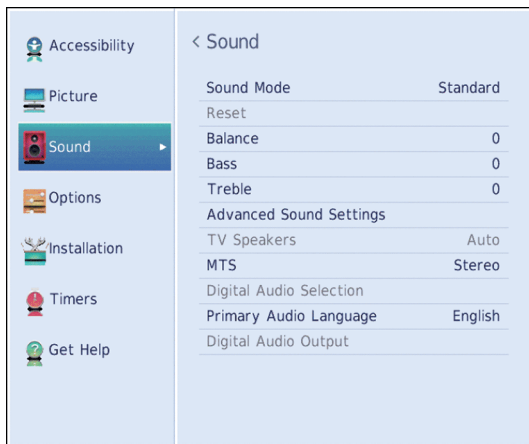 Accessibility
Picture
Sound
Options
Installation
Timers
Get Help
< Sound
Sound Mode Standard
Reset
Balance 0
Bass 0
Treble 0
Advanced Sound Settings
TV Speakers Auto
MTS Stereo
Digital Audio Selection
Primary Audio Language English
Digital Audio Output